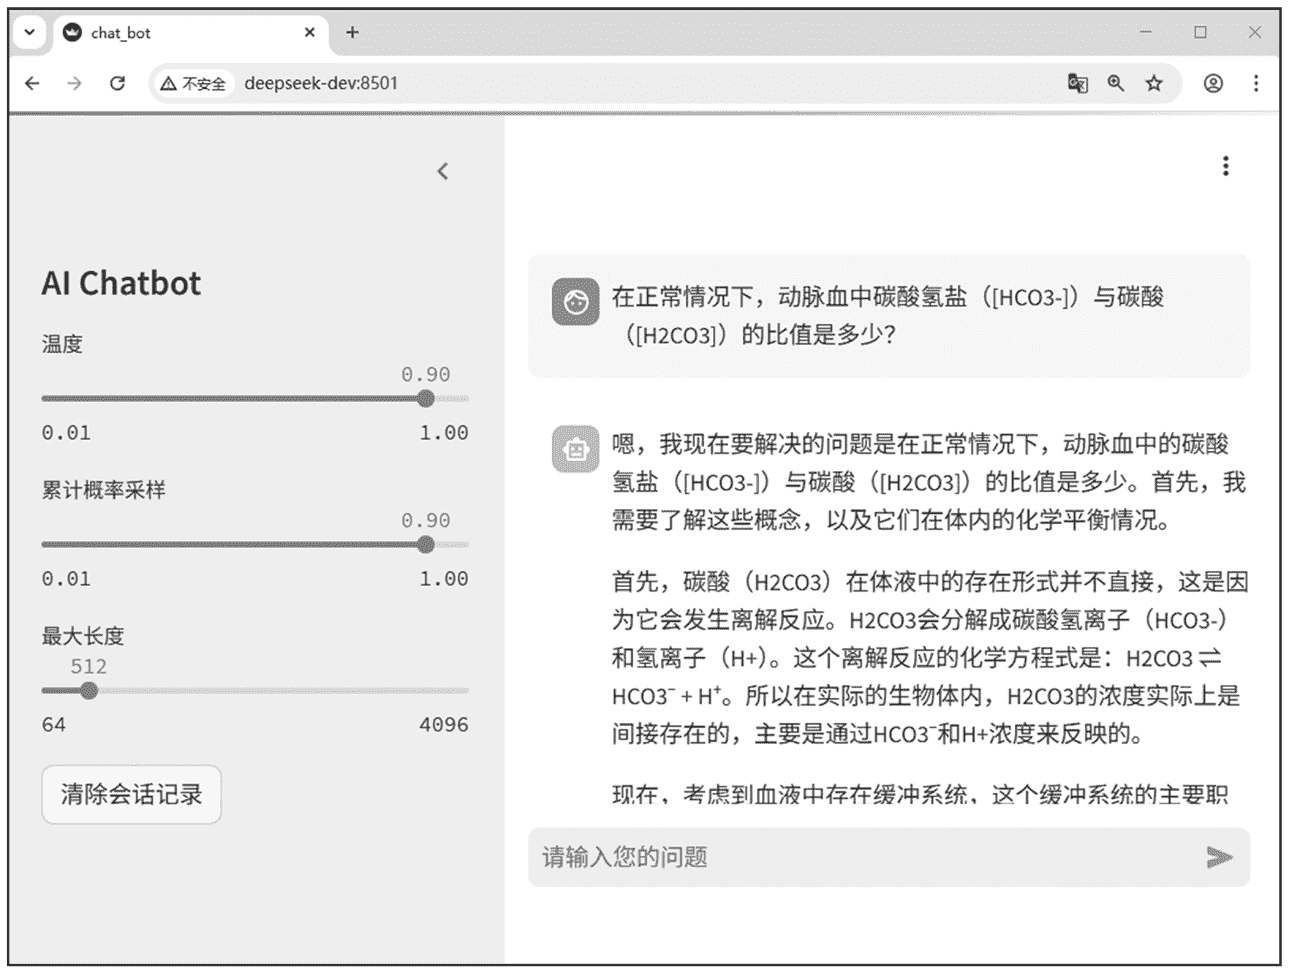 chat_bot
不安全
deepseek-dev:8501
AI Chatbot
温度
0.90
0.01
1.00
累计概率采样
0.90
0.01
1.00
最大长度
512
64
4096
清除会话记录
在正常情况下，动脉血中碳酸氢盐（[HCO3-]）与碳酸
（[H2CO3]）的比值是多少？
嗯，我现在要解决的问题是在正常情况下，动脉血中的碳酸
氢盐（[HCO3-]）与碳酸（[H2CO3]）的比值是多少。首先，我
需要了解这些概念，以及它们在体内的化学平衡情况。
首先，碳酸（H2CO3）在体液中的存在形式并不直接，这是因
为它会发生离解反应。H2CO3会分解成碳酸氢离子（HCO3-）
和氢离子（H+）。这个离解反应的化学方程式是：H2CO3 ⇌
HCO3⁻ + H⁺。所以在实际的生物体内，H2CO3的浓度实际上是
间接存在的，主要是通过HCO3⁻和H+浓度来反映的。
现在，考虑到血液中存在缓冲系统，这个缓冲系统的主要职
请输入您的问题